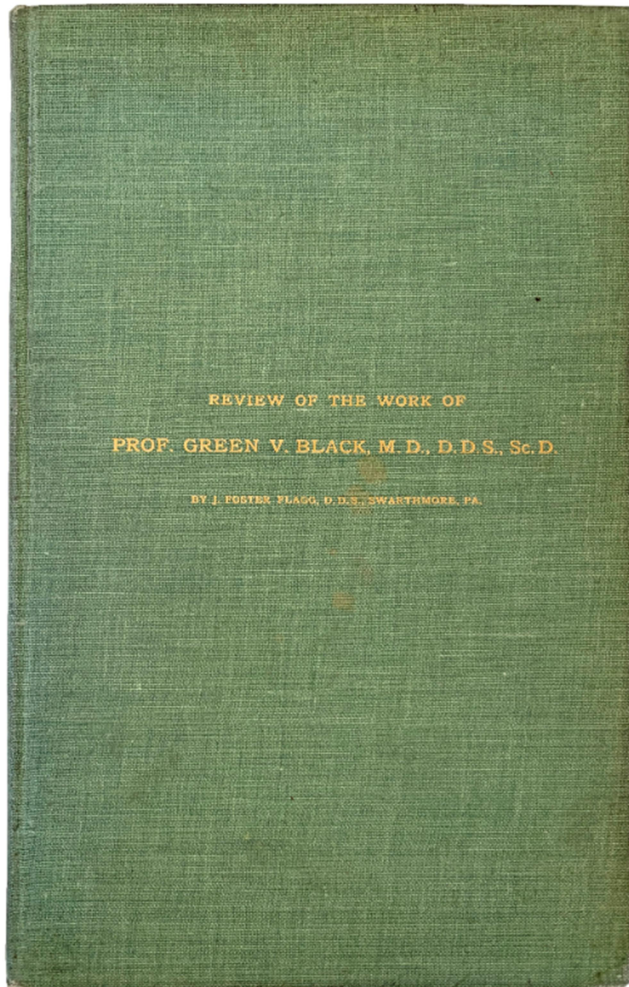 REVIEW OF THE WORK OF
PROF. GREEN V. BLACK, M. D., D. D. S., Sc. D.
BY J. FOSTER FLAGG, D. D. S., SWARTHMORE, PA.